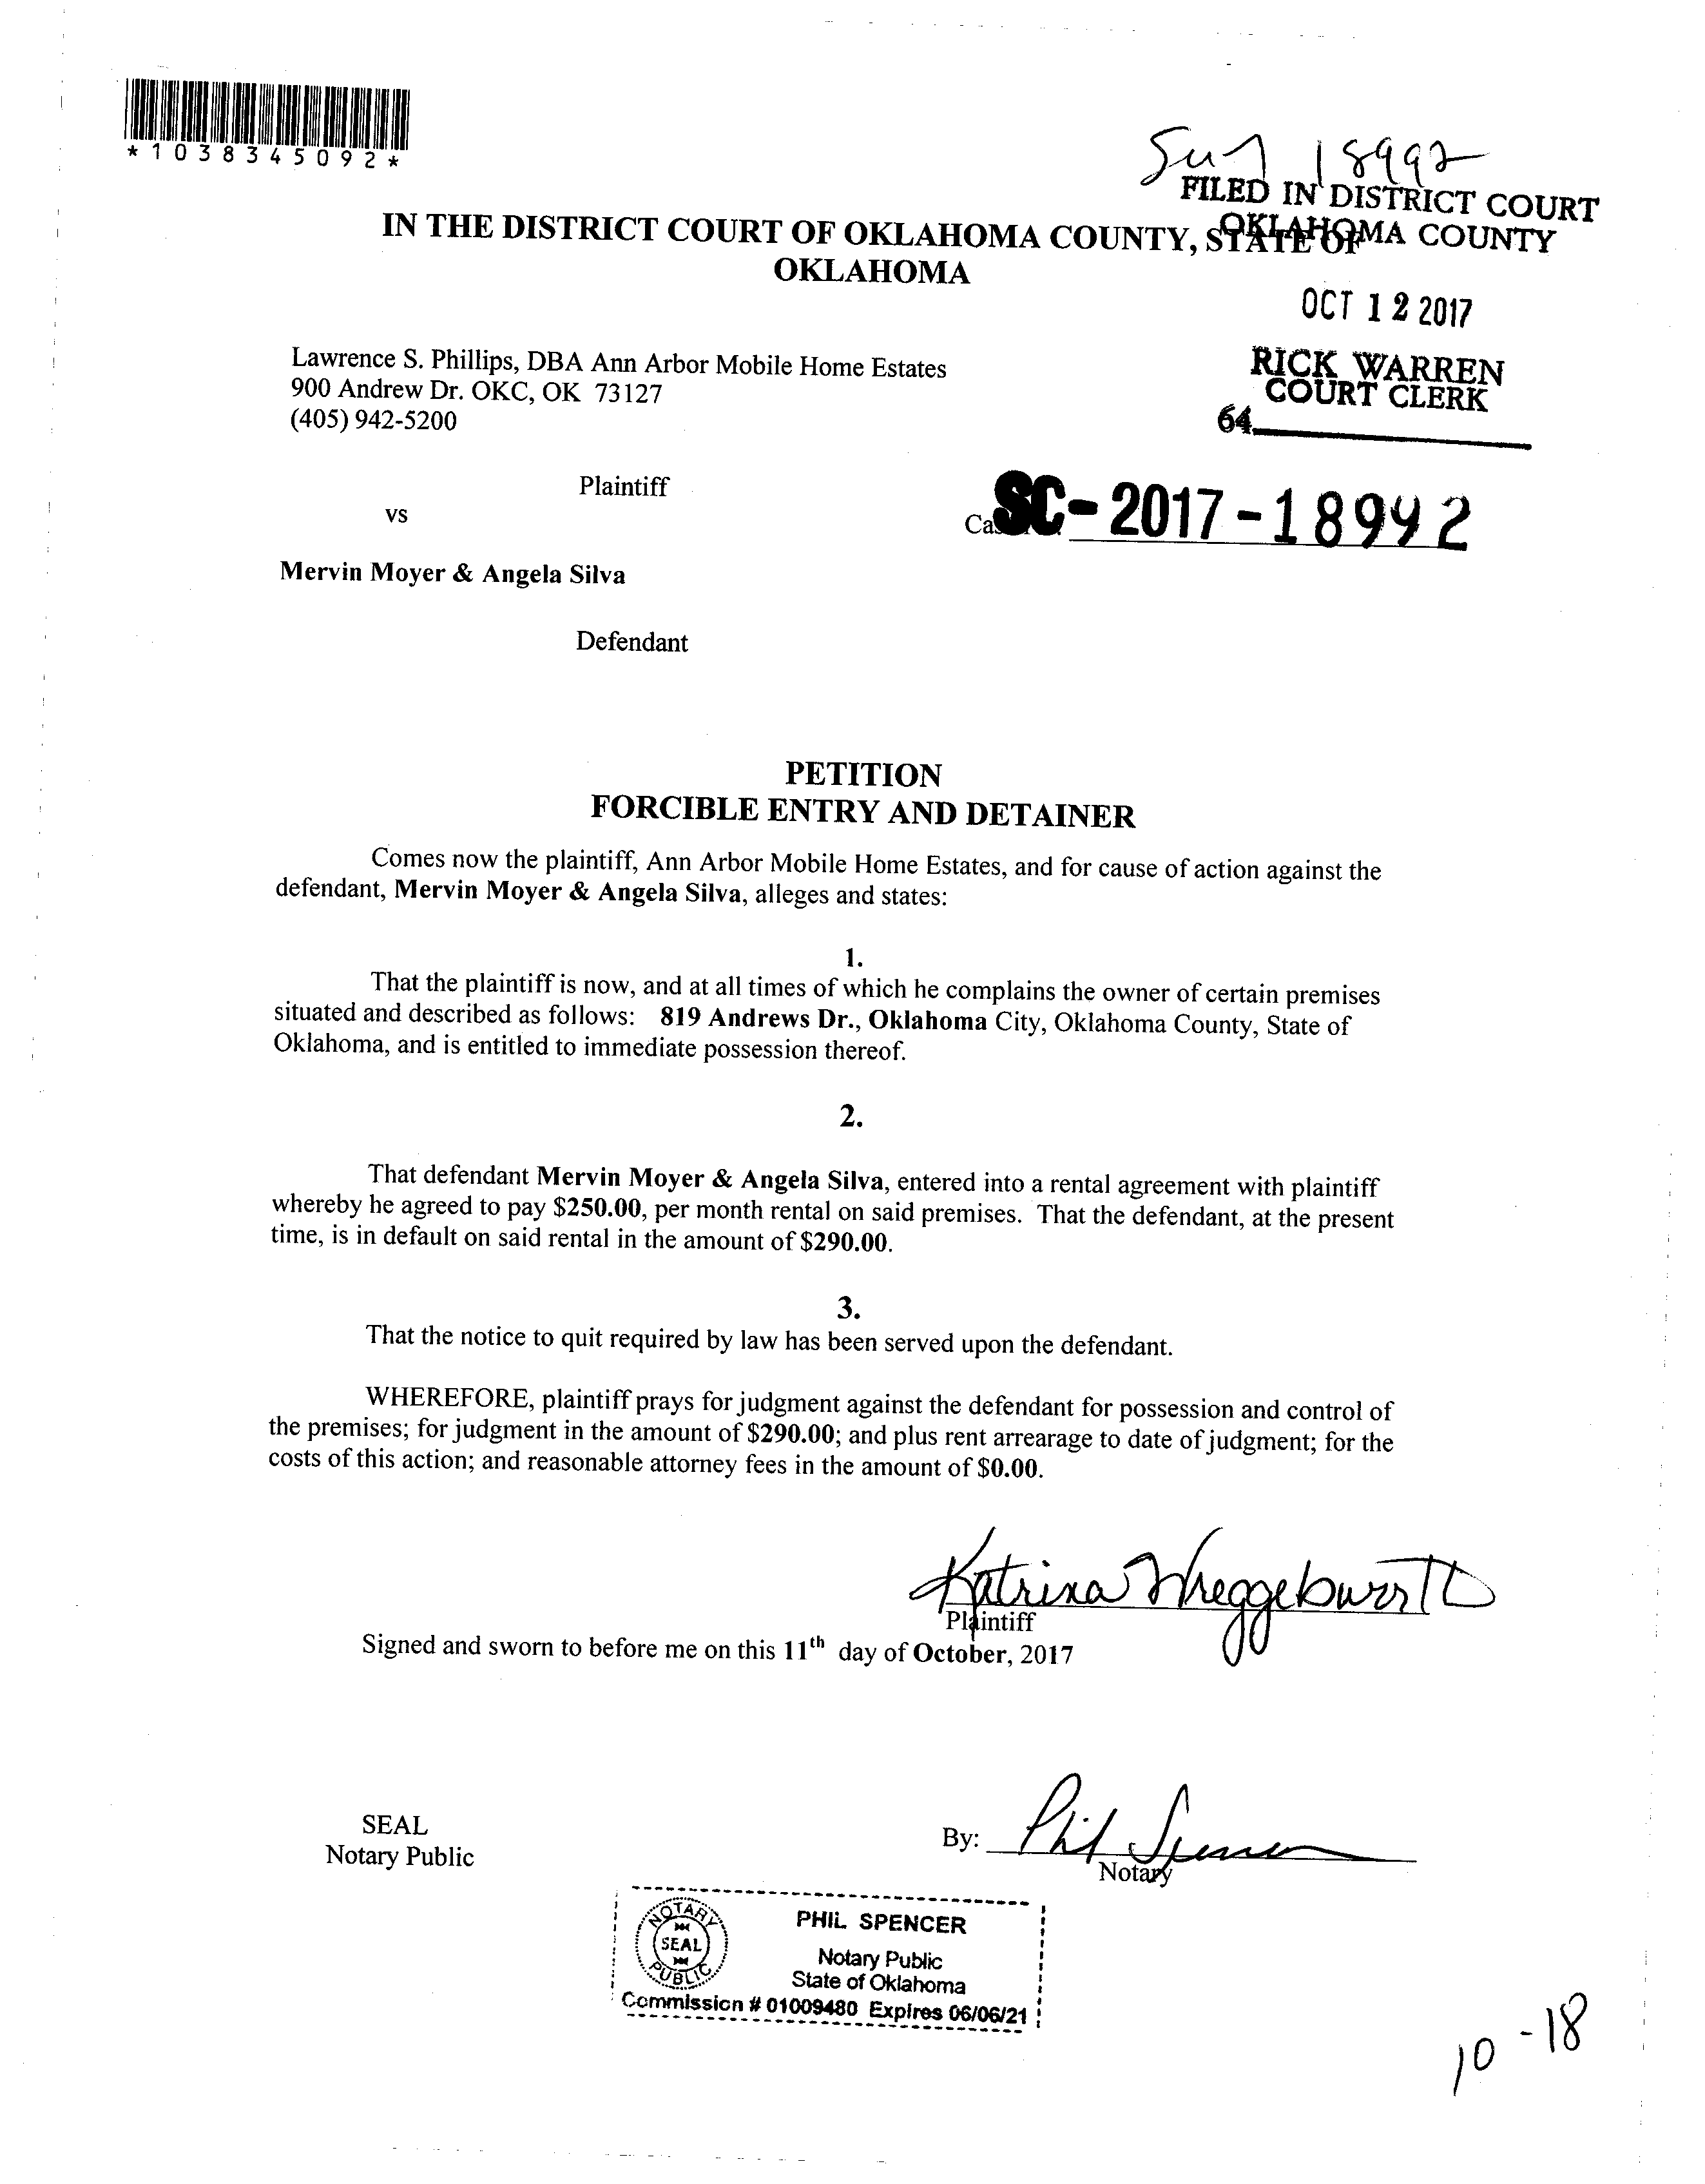 *1038345092*
18992
FILED IN DISTRICT COURT
OKLAHOMA COUNTY
IN THE DISTRICT COURT OF OKLAHOMA COUNTY, STATE OF
OKLAHOMA
OCT 12 2017
RICK WARREN
COURT CLERK
64
Lawrence S. Phillips, DBA Ann Arbor Mobile Home Estates
900 Andrew Dr. OKC, OK 73127
(405) 942-5200
Plaintiff
vs
SC-2017-18992
Mervin Moyer & Angela Silva
Defendant
PETITION
FORCIBLE ENTRY AND DETAINER
Comes now the plaintiff, Ann Arbor Mobile Home Estates, and for cause of action against the
defendant, Mervin Moyer & Angela Silva, alleges and states:
1.
That the plaintiff is now, and at all times of which he complains the owner of certain premises
situated and described as follows: 819 Andrews Dr., Oklahoma City, Oklahoma County, State of
Oklahoma, and is entitled to immediate possession thereof.
2.
That defendant Mervin Moyer & Angela Silva, entered into a rental agreement with plaintiff
whereby he agreed to pay $250.00, per month rental on said premises. That the defendant, at the present
time, is in default on said rental in the amount of $290.00.
3.
That the notice to quit required by law has been served upon the defendant.
WHEREFORE, plaintiff prays for judgment against the defendant for possession and control of
the premises; for judgment in the amount of $290.00; and plus rent arrearage to date of judgment; for the
costs of this action; and reasonable attorney fees in the amount of $0.00.
Katrina
Plaintiff
Signed and sworn to before me on this 11th day of October, 2017
SEAL
Notary Public
By: Phil Spencer
Notary
NOTARY
SEAL
PUBLIC
PHIL SPENCER
Notary Public
State of Oklahoma
Commission # 01009480 Expires 06/06/21
10-18